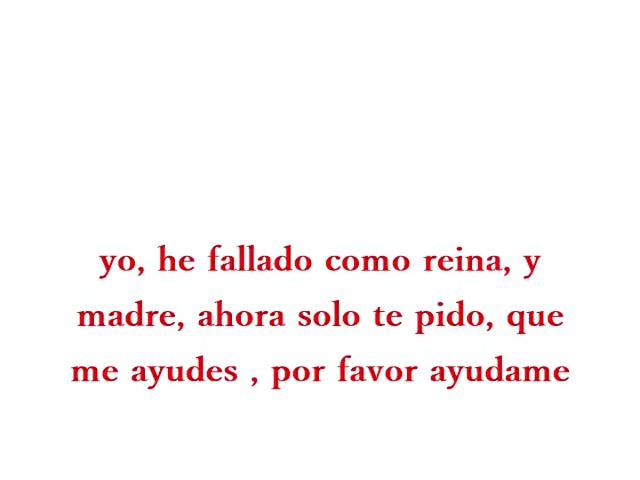 yo, he fallado como reina, y
madre, ahora solo te pido, que
me ayudes , por favor ayudame